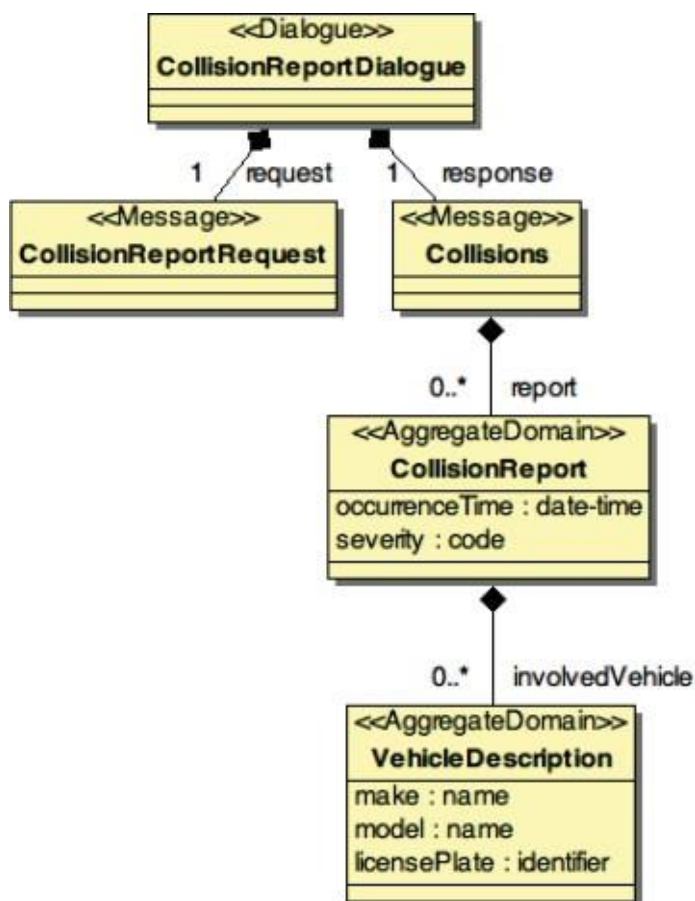 <<Dialogue>>
CollisionReportDialogue
1 request
1 response
<<Message>>
CollisionReportRequest
<<Message>>
Collisions
0..* report
<<AggregateDomain>>
CollisionReport
occurrenceTime : date-time
severity : code
0..* involvedVehicle
<<AggregateDomain>>
VehicleDescription
make : name
model : name
licensePlate : identifier